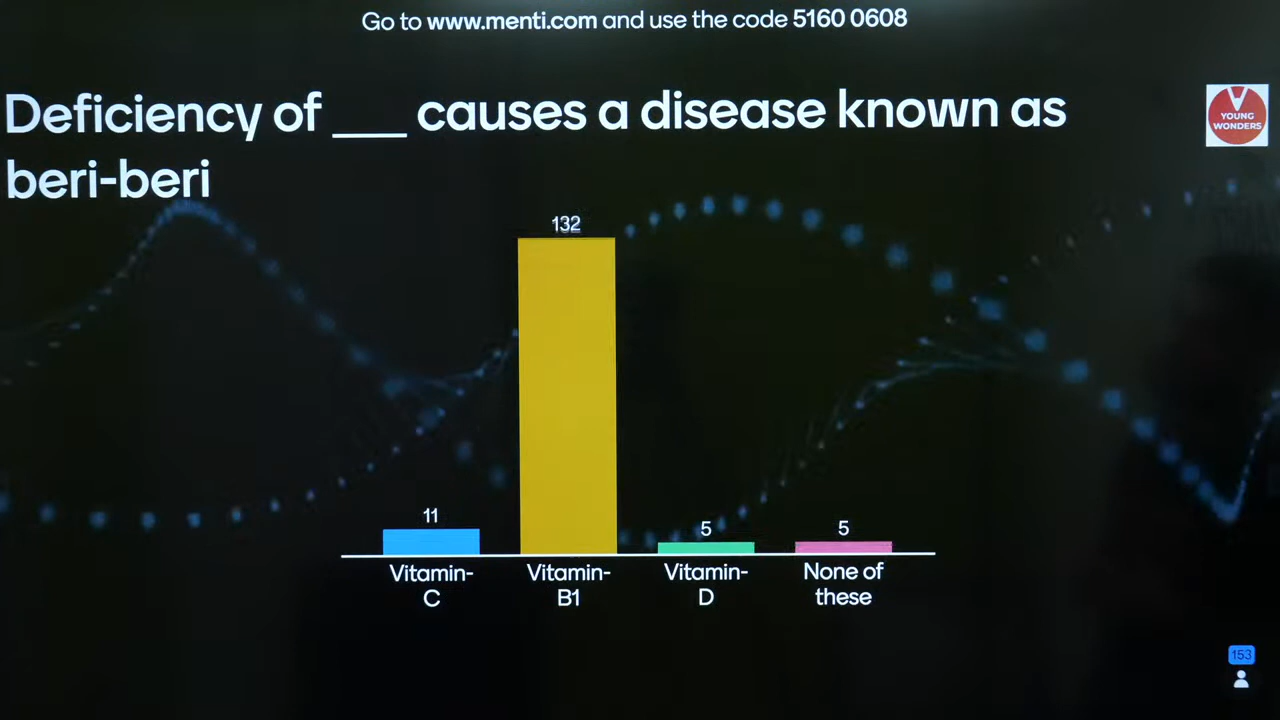 Go to www.menti.com and use the code 5160 0608
Deficiency of ___ causes a disease known as
beri-beri
YOUNG
WONDERS
132
11
5
5
Vitamin-
C
Vitamin-
B1
Vitamin-
D
None of
these
153